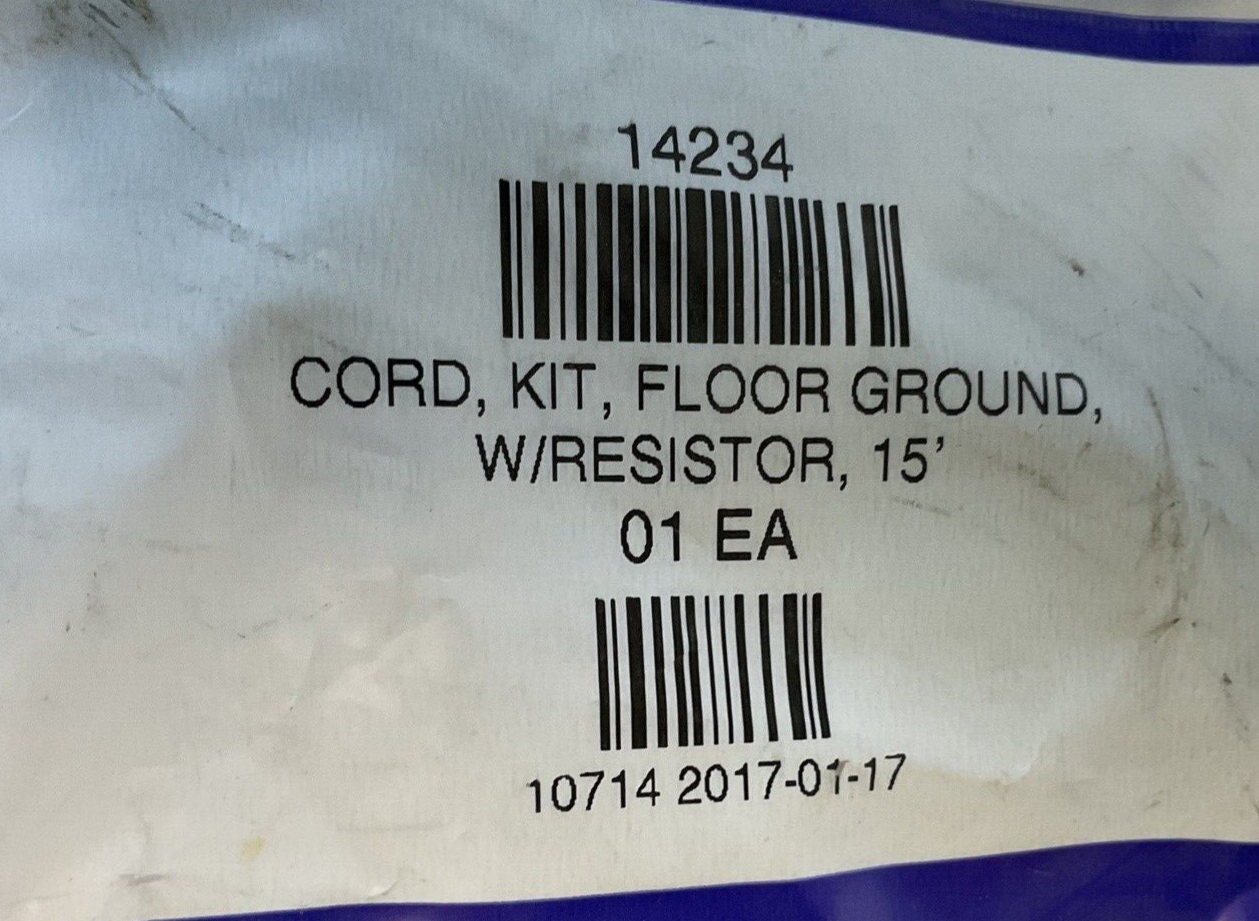 14234
CORD, KIT, FLOOR GROUND,
W/RESISTOR, 15'
01 EA
10714 2017-01-17